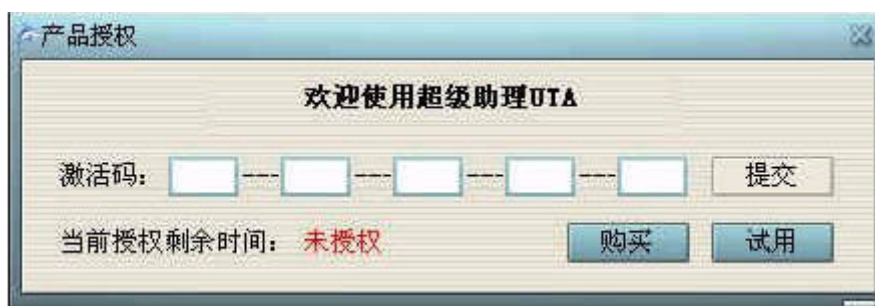 产品授权
欢迎使用超级助理UTA
激活码： --- --- --- --- 提交
当前授权剩余时间： 未授权 购买 试用